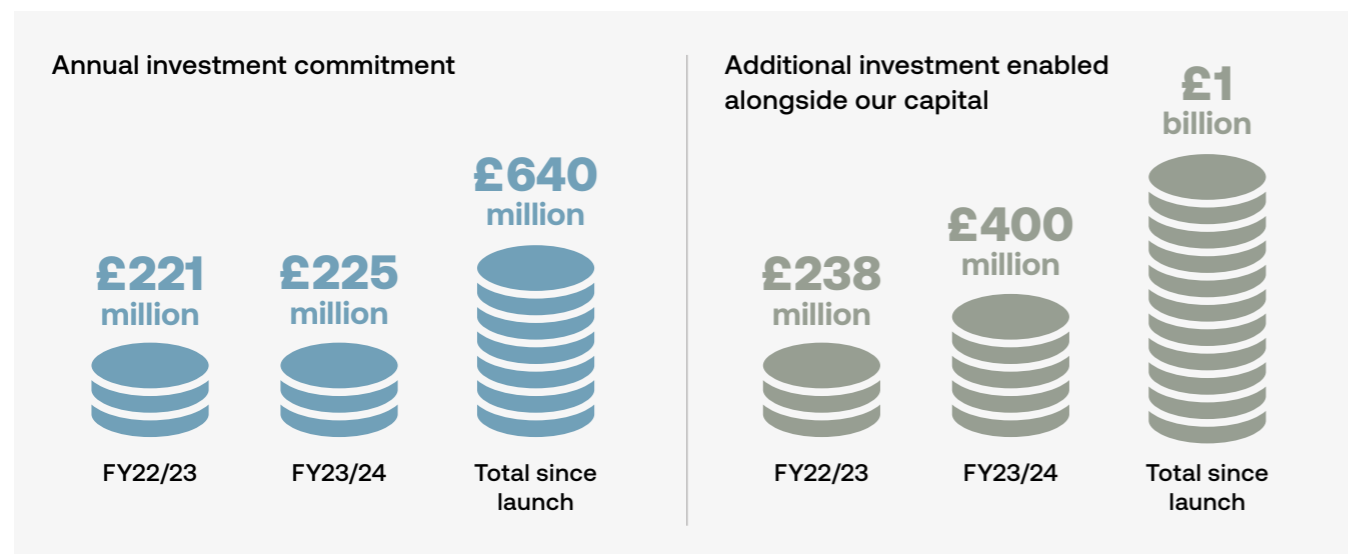 Annual investment commitment
£221
million
FY22/23
£225
million
FY23/24
£640
million
Total since
launch
Additional investment enabled
alongside our capital
£238
million
FY22/23
£400
million
FY23/24
£1
billion
Total since
launch